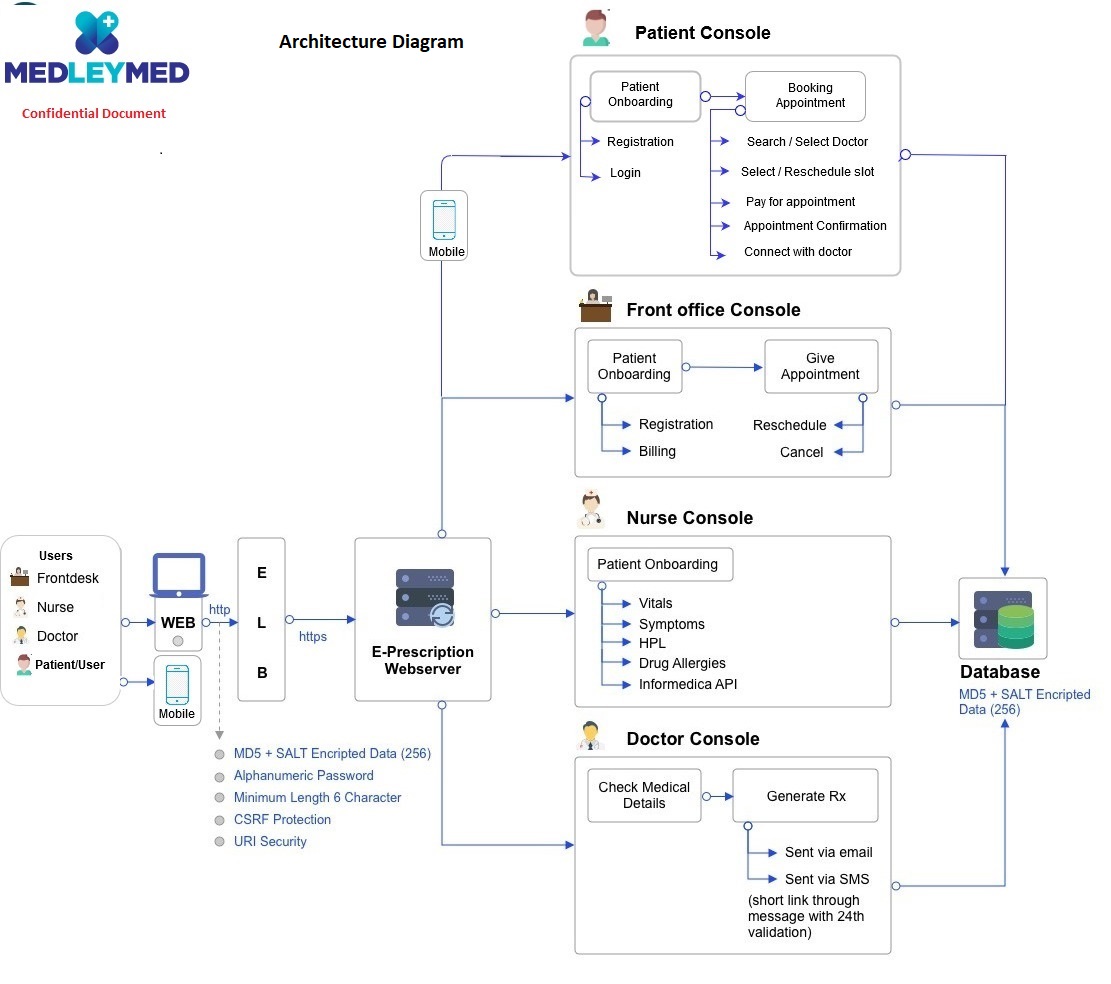 MEDLEYMED
Confidential Document
Architecture Diagram
Patient Console
Patient
Onboarding
Registration
Login
Booking
Appointment
Search / Select Doctor
Select / Reschedule slot
Pay for appointment
Appointment Confirmation
Connect with doctor
Mobile
Front office Console
Patient
Onboarding
Registration
Billing
Give
Appointment
Reschedule
Cancel
Nurse Console
Patient Onboarding
Vitals
Symptoms
HPL
Drug Allergies
Informedica API
Users
Frontdesk
Nurse
Doctor
Patient/User
WEB
Mobile
http
E
L
B
https
E-Prescription
Webserver
MD5 + SALT Encripted Data (256)
Alphanumeric Password
Minimum Length 6 Character
CSRF Protection
URI Security
Doctor Console
Check Medical
Details
Generate Rx
Sent via email
Sent via SMS
(short link through
message with 24th
validation)
Database
MD5 + SALT Encripted
Data (256)